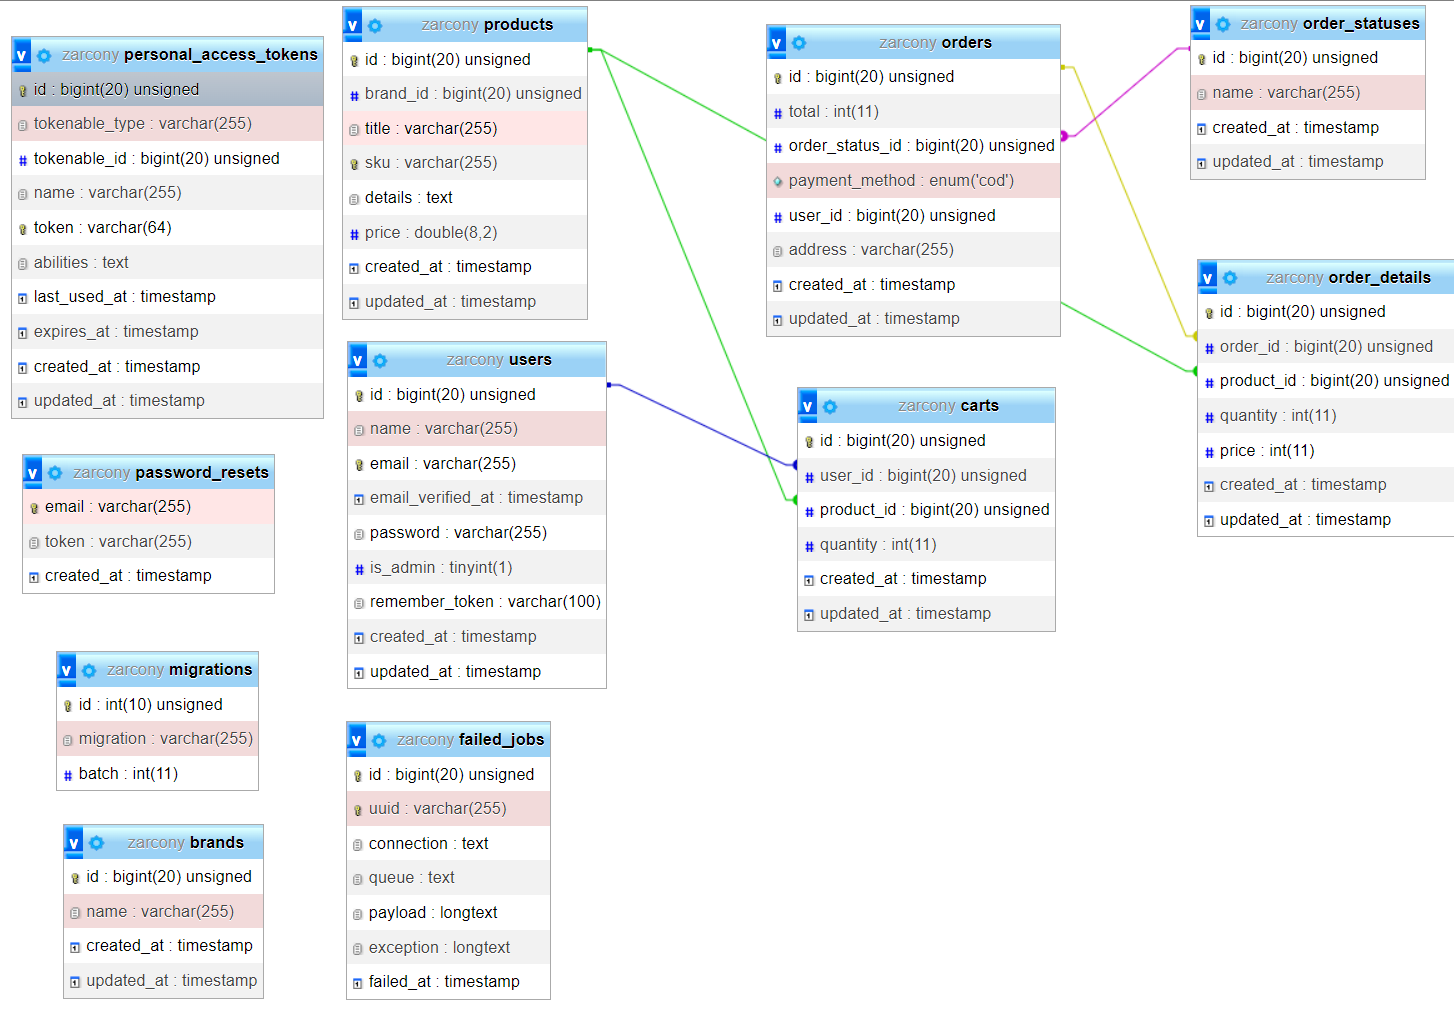 v zarcony personal_access_tokens
id : bigint(20) unsigned
tokenable_type : varchar(255)
tokenable_id : bigint(20) unsigned
name : varchar(255)
token : varchar(64)
abilities : text
last_used_at : timestamp
expires_at : timestamp
created_at : timestamp
updated_at : timestamp
v zarcony password_resets
email : varchar(255)
token : varchar(255)
created_at : timestamp
v zarcony migrations
id : int(10) unsigned
migration : varchar(255)
batch : int(11)
v zarcony brands
id : bigint(20) unsigned
name : varchar(255)
created_at : timestamp
updated_at : timestamp
v zarcony products
id : bigint(20) unsigned
brand_id : bigint(20) unsigned
title : varchar(255)
sku : varchar(255)
details : text
price : double(8,2)
created_at : timestamp
updated_at : timestamp
v zarcony users
id : bigint(20) unsigned
name : varchar(255)
email : varchar(255)
email_verified_at : timestamp
password : varchar(255)
is_admin : tinyint(1)
remember_token : varchar(100)
created_at : timestamp
updated_at : timestamp
v zarcony failed_jobs
id : bigint(20) unsigned
uuid : varchar(255)
connection : text
queue : text
payload : longtext
exception : longtext
failed_at : timestamp
v zarcony orders
id : bigint(20) unsigned
total : int(11)
order_status_id : bigint(20) unsigned
payment_method : enum('cod')
user_id : bigint(20) unsigned
address : varchar(255)
created_at : timestamp
updated_at : timestamp
v zarcony carts
id : bigint(20) unsigned
user_id : bigint(20) unsigned
product_id : bigint(20) unsigned
quantity : int(11)
created_at : timestamp
updated_at : timestamp
v zarcony order_statuses
id : bigint(20) unsigned
name : varchar(255)
created_at : timestamp
updated_at : timestamp
v zarcony order_details
id : bigint(20) unsigned
order_id : bigint(20) unsigned
product_id : bigint(20) unsigned
quantity : int(11)
price : int(11)
created_at : timestamp
updated_at : timestamp